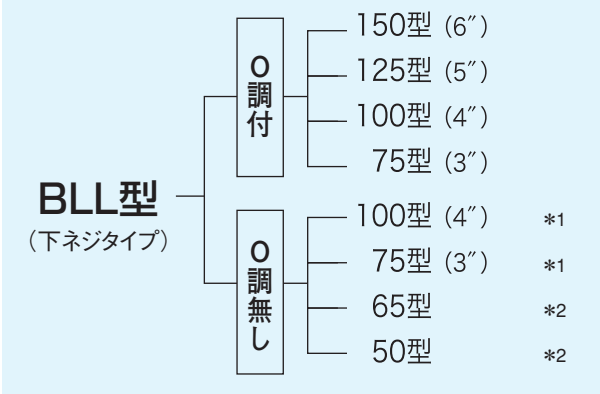 BLL型
（下ネジタイプ）
O調付
150型（6″）
125型（5″）
100型（4″）
75型（3″）
O調無し
100型（4″） *1
75型（3″） *1
65型 *2
50型 *2